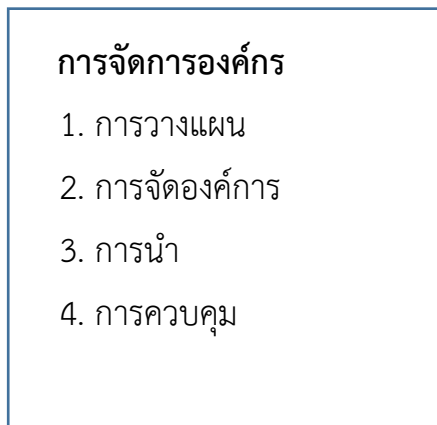 การจัดการองค์กร
1. การวางแผน
2. การจัดองค์การ
3. การนำ
4. การควบคุม